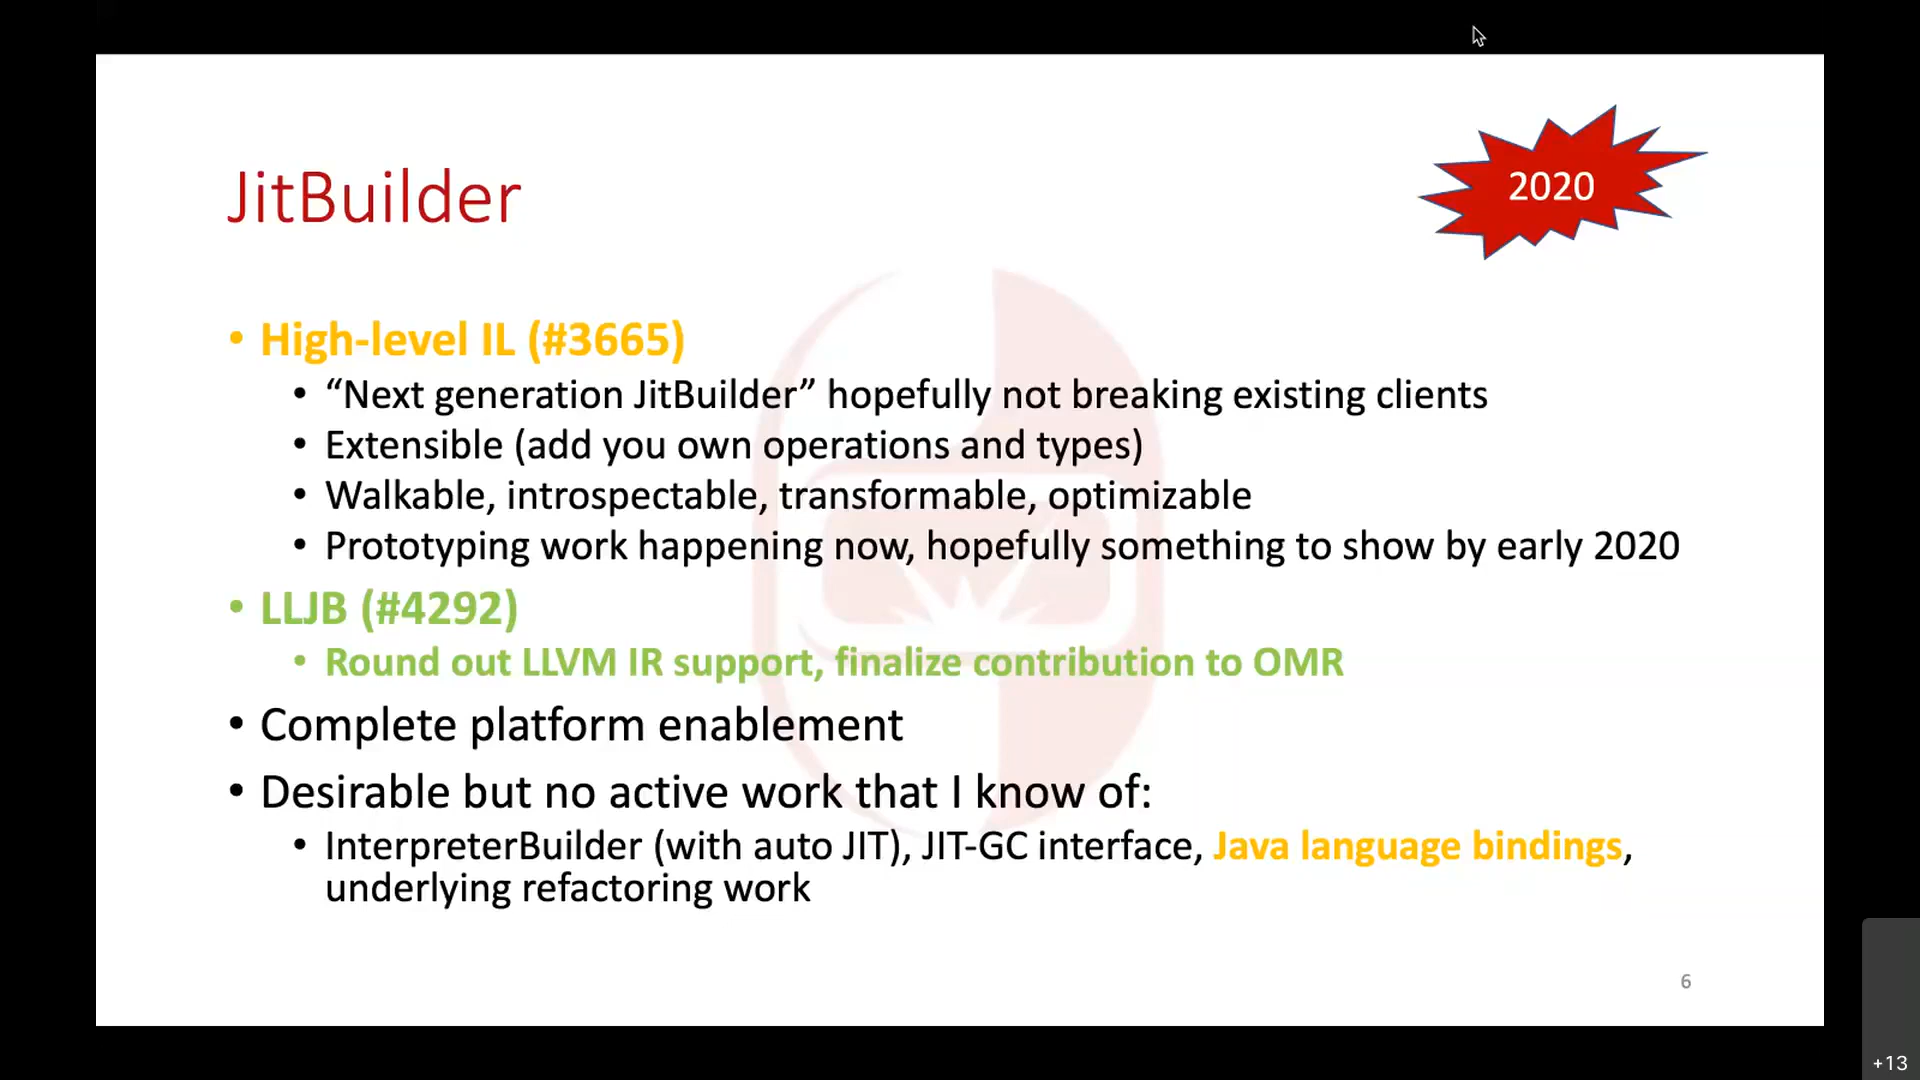 JitBuilder
2020
• High-level IL (#3665)
• “Next generation JitBuilder” hopefully not breaking existing clients
• Extensible (add you own operations and types)
• Walkable, introspectable, transformable, optimizable
• Prototyping work happening now, hopefully something to show by early 2020
• LLJB (#4292)
• Round out LLVM IR support, finalize contribution to OMR
• Complete platform enablement
• Desirable but no active work that I know of:
• InterpreterBuilder (with auto JIT), JIT-GC interface, Java language bindings,
underlying refactoring work
6
+13